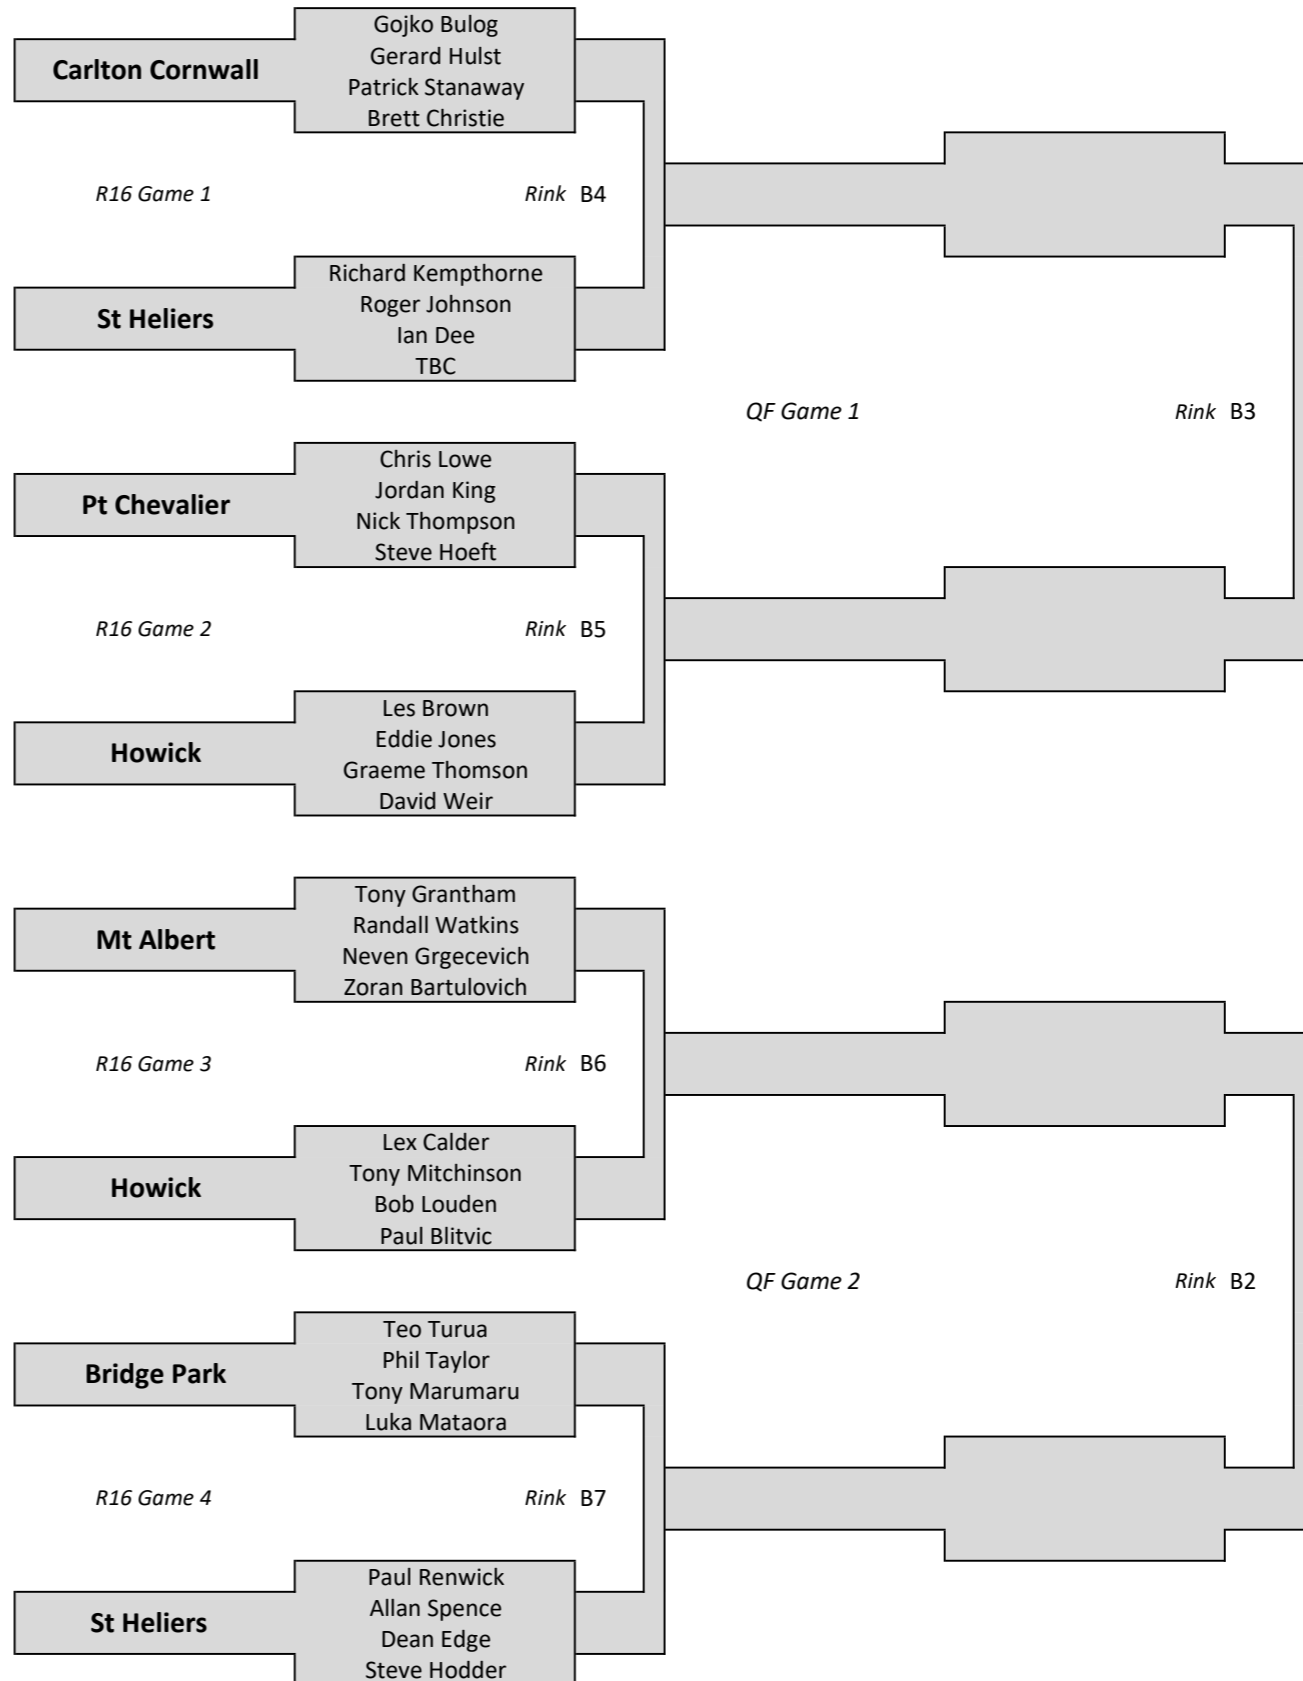 Gojko Bulog
Carlton Cornwall
Gerard Hulst
Patrick Stanaway
Brett Christie
R16 Game 1
Rink B4
Richard Kempthorne
St Heliers
Roger Johnson
Ian Dee
TBC
QF Game 1
Rink B3
Chris Lowe
Pt Chevalier
Jordan King
Nick Thompson
Steve Hoeft
R16 Game 2
Rink B5
Les Brown
Howick
Eddie Jones
Graeme Thomson
David Weir
Tony Grantham
Mt Albert
Randall Watkins
Neven Grgecevich
Zoran Bartulovich
R16 Game 3
Rink B6
Lex Calder
Howick
Tony Mitchinson
Bob Louden
Paul Blitvic
QF Game 2
Rink B2
Teo Turua
Bridge Park
Phil Taylor
Tony Marumaru
Luka Mataora
R16 Game 4
Rink B7
Paul Renwick
St Heliers
Allan Spence
Dean Edge
Steve Hodder